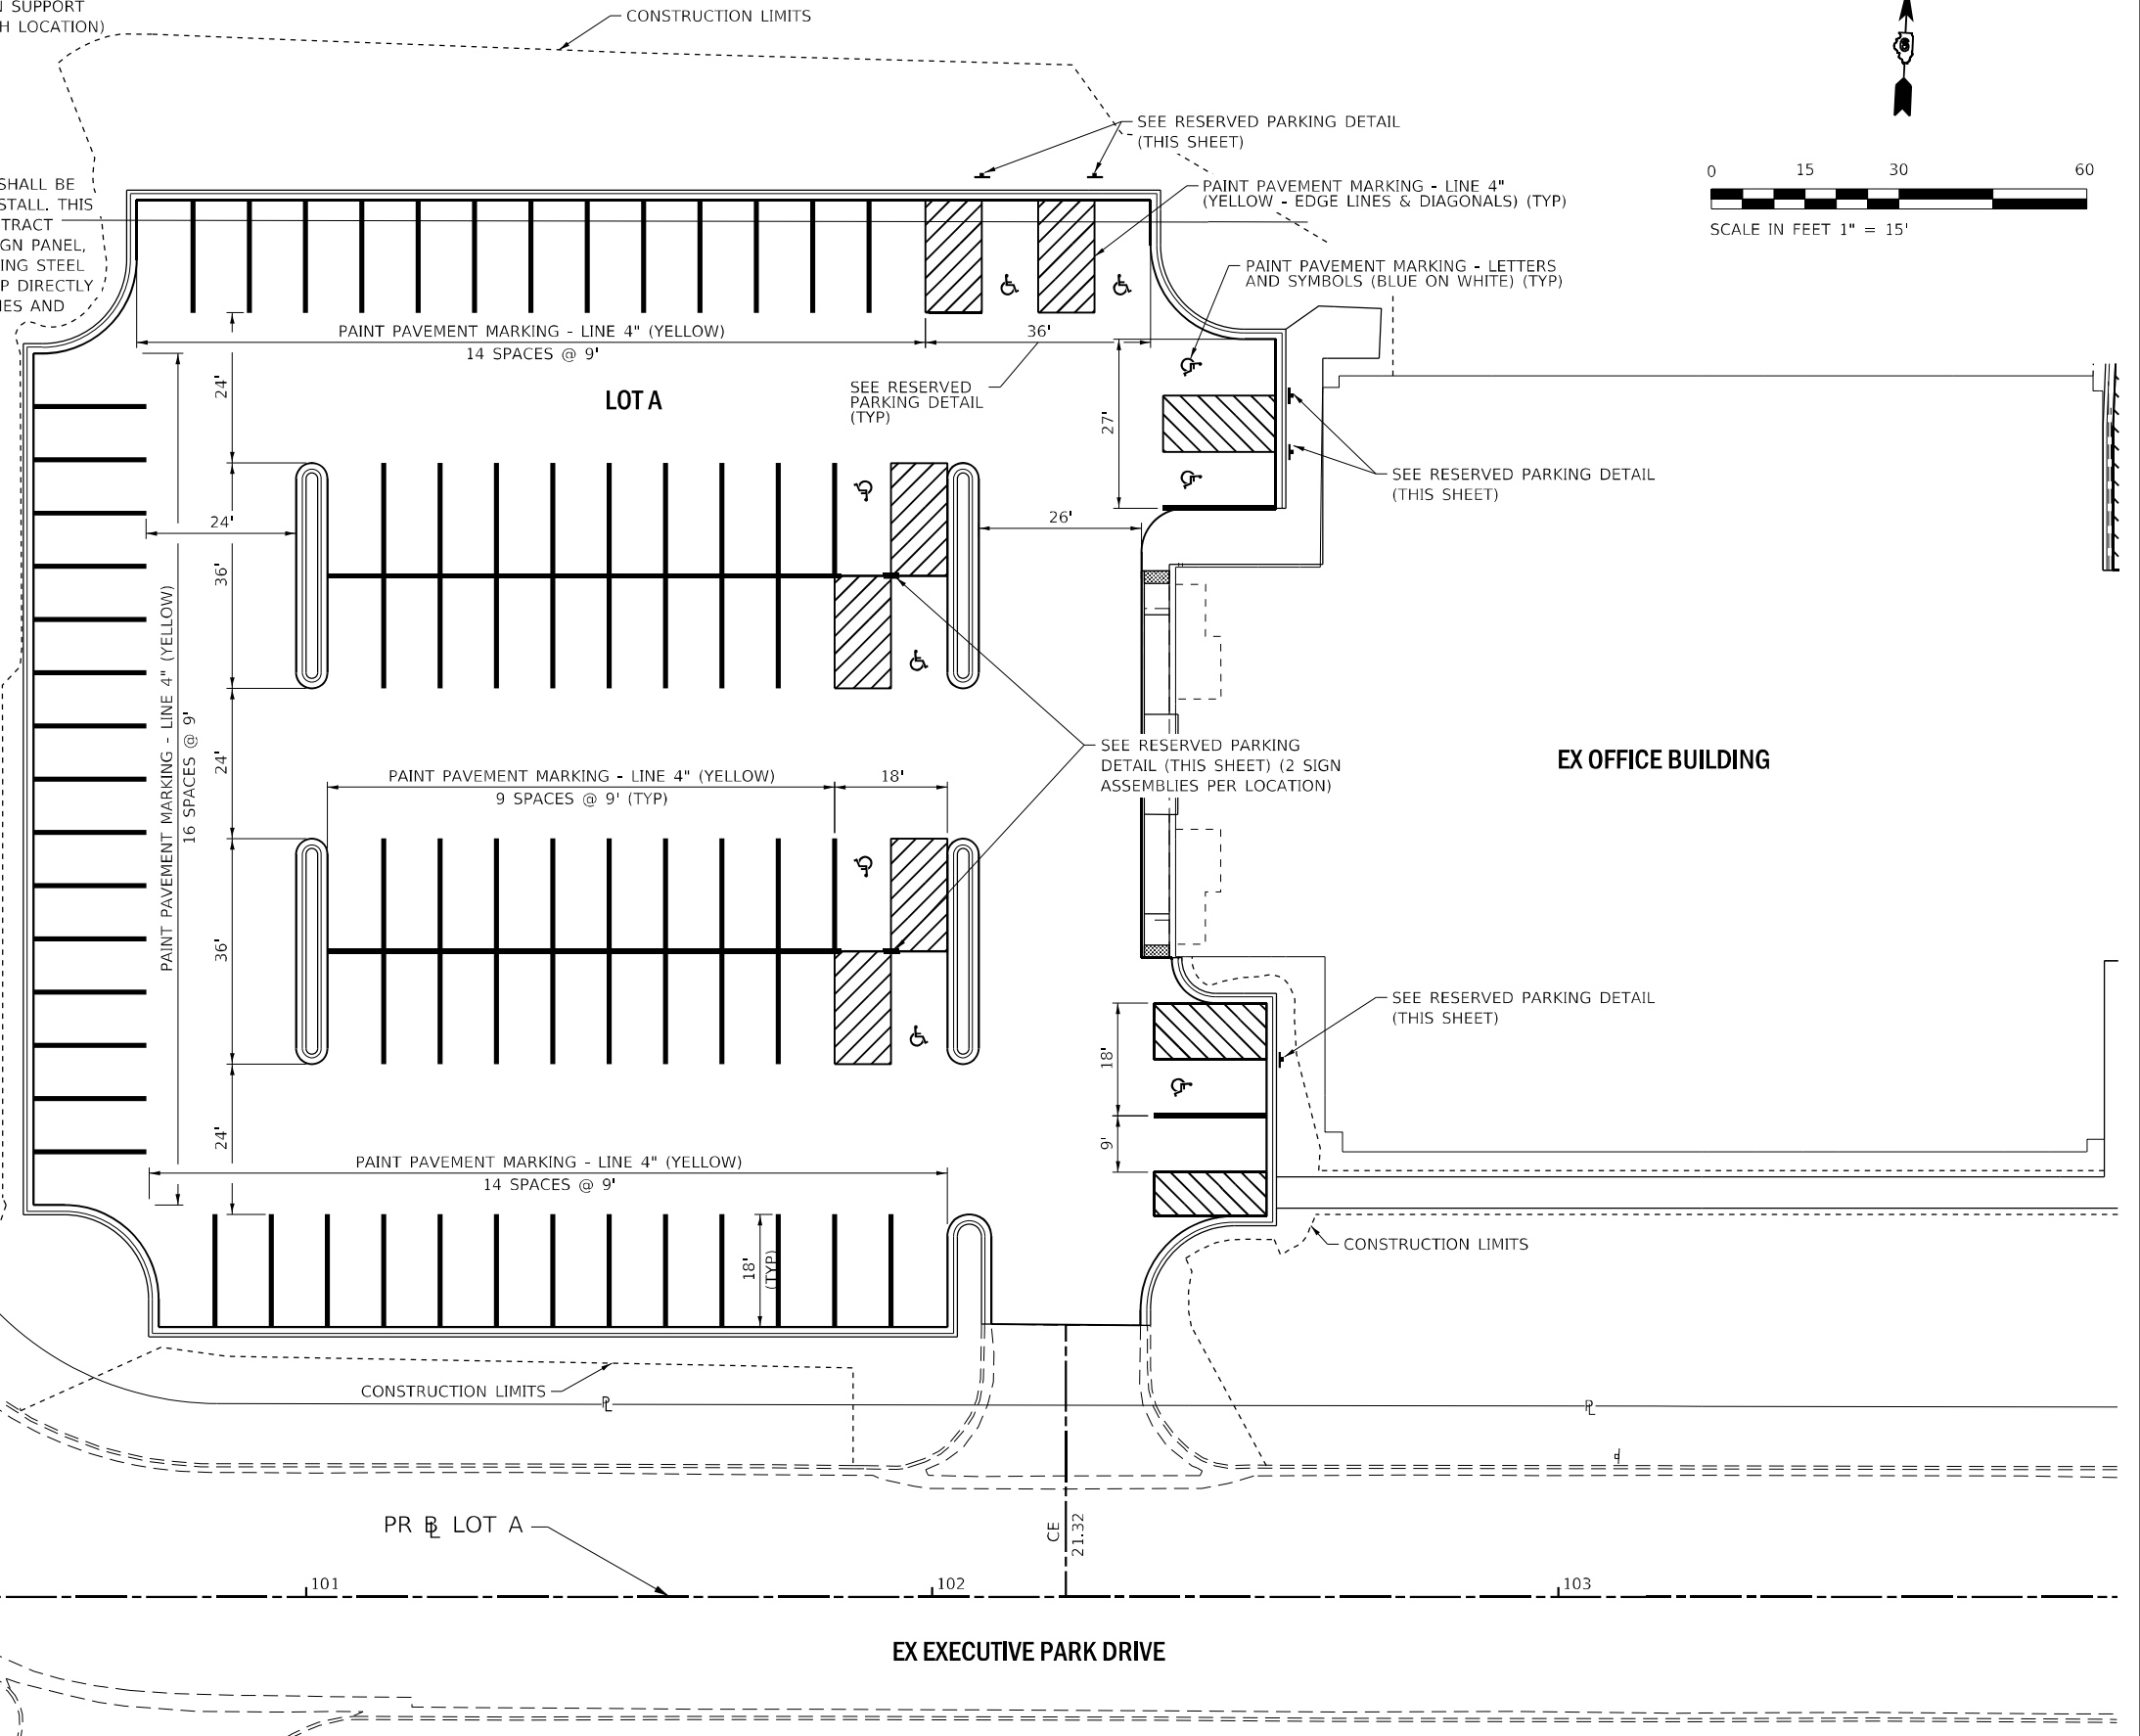 N SUPPORT
H LOCATION)
CONSTRUCTION LIMITS
6
SEE RESERVED PARKING DETAIL
(THIS SHEET)
0 15 30 60
SCALE IN FEET 1" = 15'
SHALL BE
STALL. THIS
TRACT
GN PANEL,
ING STEEL
P DIRECTLY
IES AND
PAINT PAVEMENT MARKING - LINE 4"
(YELLOW - EDGE LINES & DIAGONALS) (TYP)
PAINT PAVEMENT MARKING - LETTERS
AND SYMBOLS (BLUE ON WHITE) (TYP)
PAINT PAVEMENT MARKING - LINE 4" (YELLOW)
14 SPACES @ 9'
36'
SEE RESERVED
PARKING DETAIL
(TYP)
LOT A
24'
27'
SEE RESERVED PARKING DETAIL
(THIS SHEET)
24'
26'
36'
PAINT PAVEMENT MARKING - LINE 4" (YELLOW)
16 SPACES @ 9'
24'
SEE RESERVED PARKING
DETAIL (THIS SHEET) (2 SIGN
ASSEMBLIES PER LOCATION)
EX OFFICE BUILDING
PAINT PAVEMENT MARKING - LINE 4" (YELLOW)
9 SPACES @ 9' (TYP)
18'
36'
SEE RESERVED PARKING DETAIL
(THIS SHEET)
18'
9'
24'
PAINT PAVEMENT MARKING - LINE 4" (YELLOW)
14 SPACES @ 9'
18'
(TYP)
CONSTRUCTION LIMITS
CONSTRUCTION LIMITS
PL
PL
PR BL LOT A
CE
21.32
101
102
103
EX EXECUTIVE PARK DRIVE